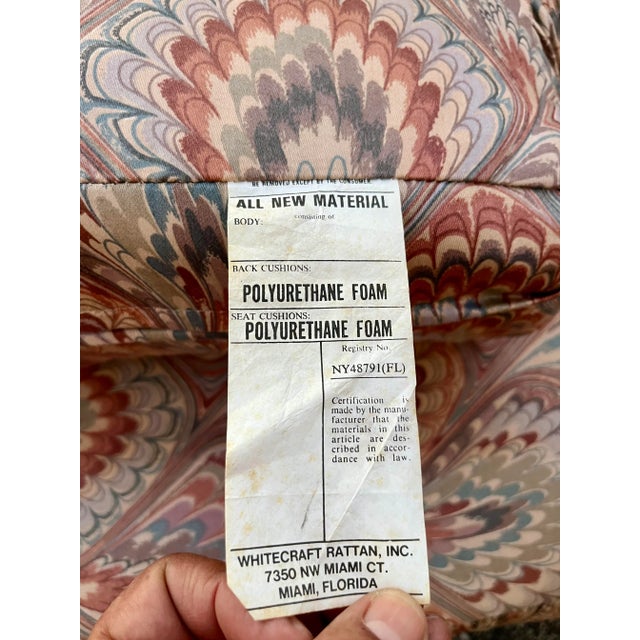 BE REMOVED EXCEPT BY THE CONSUMER.
ALL NEW MATERIAL
consisting of
BODY:
BACK CUSHIONS:
POLYURETHANE FOAM
SEAT CUSHIONS:
POLYURETHANE FOAM
Registry No.
NY48791(FL)
Certification is
made by the manu-
facturer that the
materials in this
article are des-
cribed in accor-
dance with law.
WHITECRAFT RATTAN, INC.
7350 NW MIAMI CT.
MIAMI, FLORIDA